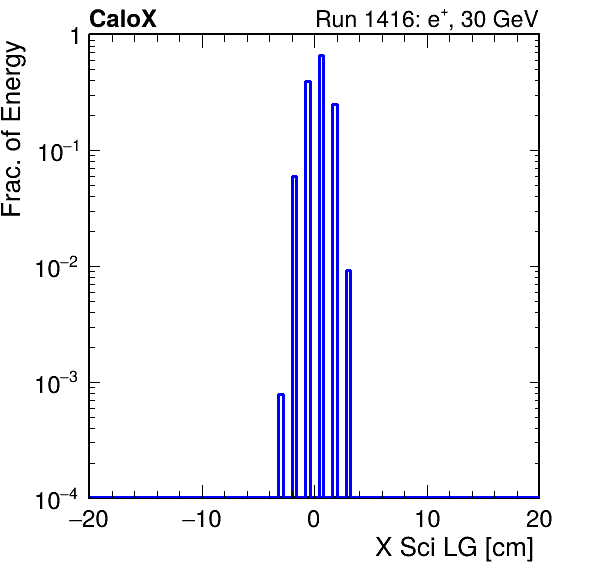 CaloX Run 1416: e⁺, 30 GeV
Frac. of Energy
1
10⁻¹
10⁻²
10⁻³
10⁻⁴
−20 −10 0 10 20
X Sci LG [cm]